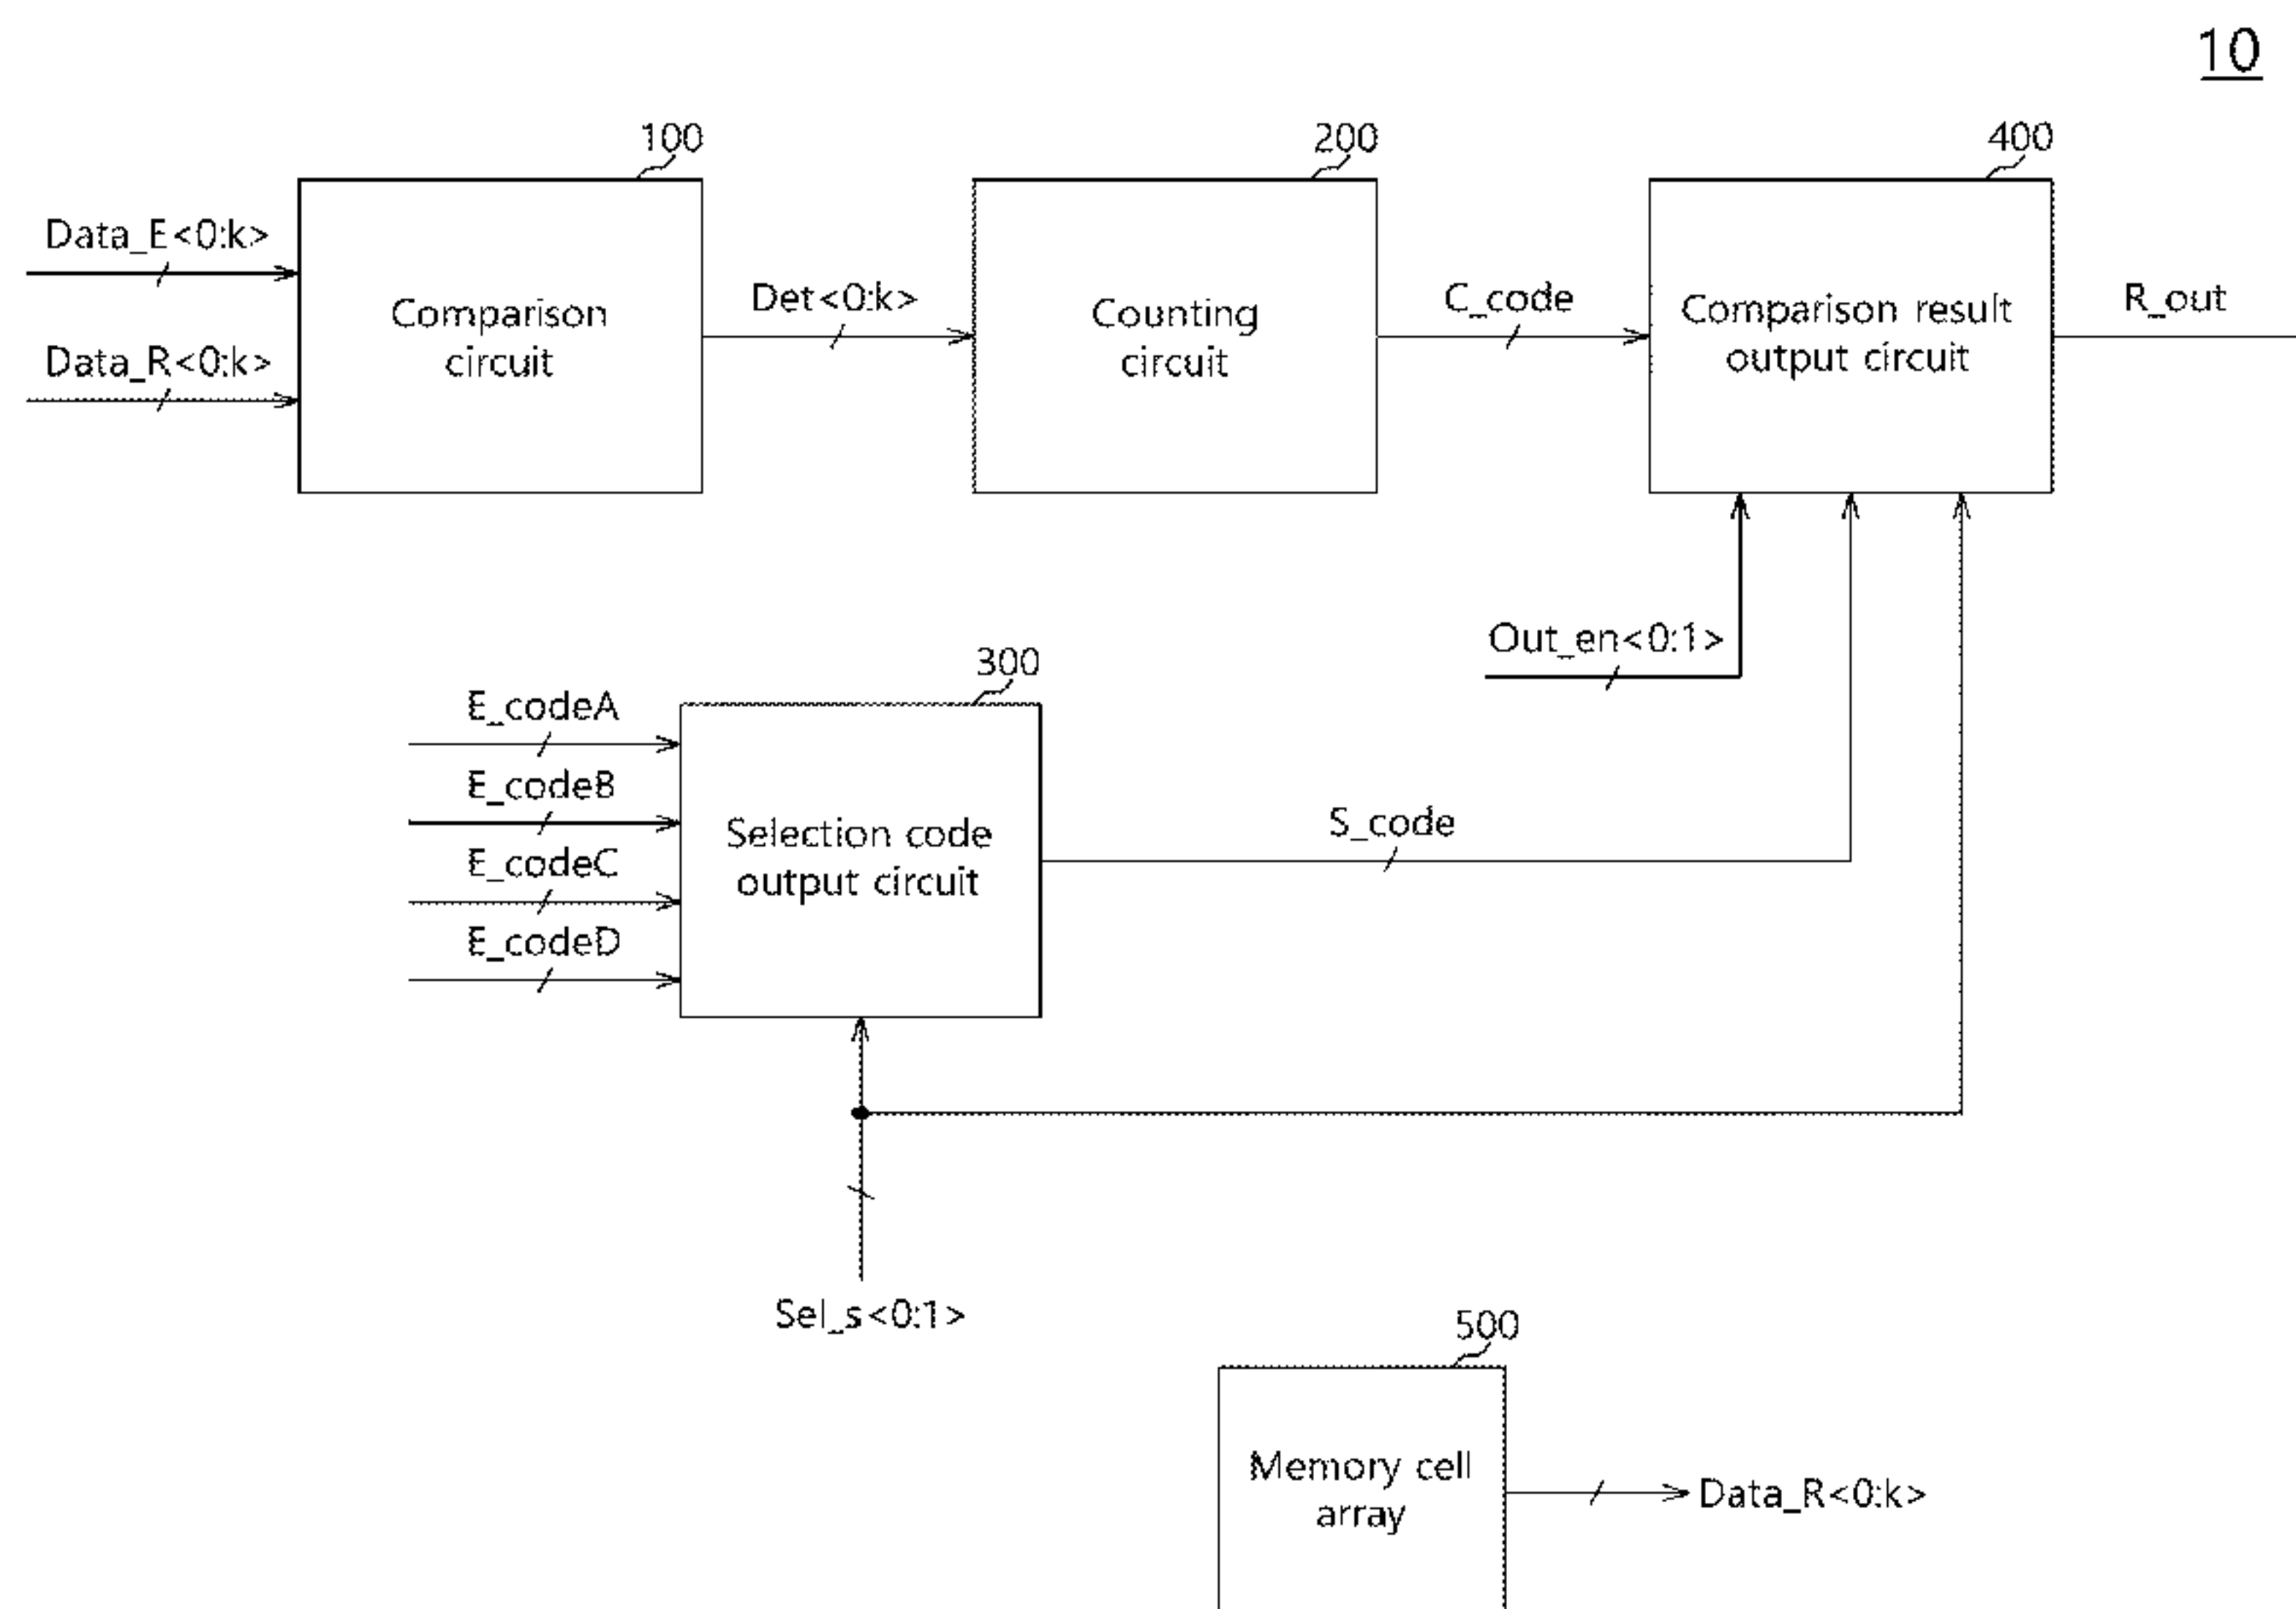 10
100
200
400
Data_E<0:k>
Data_R<0:k>
Comparison
circuit
Det<0:k>
Counting
circuit
C_code
Comparison result
output circuit
R_out
Out_en<0:1>
300
E_codeA
E_codeB
E_codeC
E_codeD
Selection code
output circuit
S_code
Sel_s<0:1>
500
Memory cell
array
Data_R<0:k>